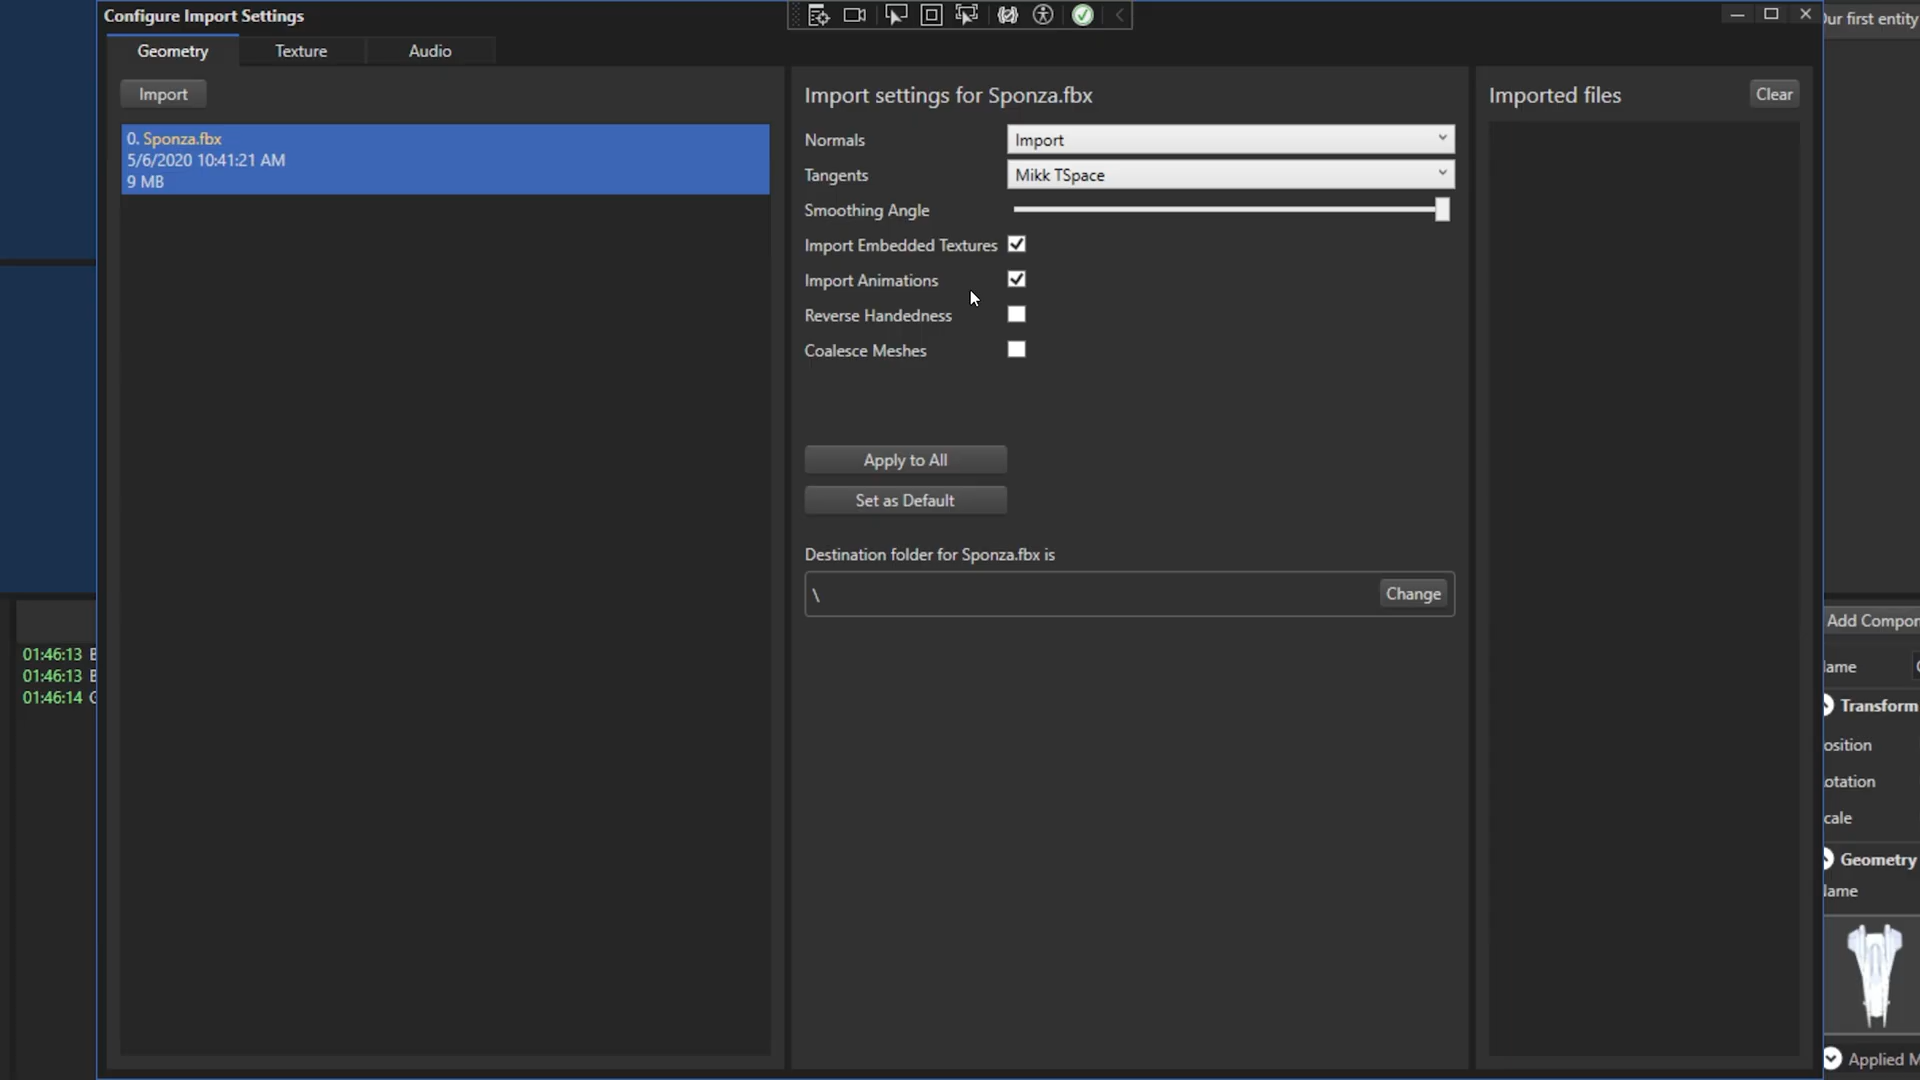 Configure Import Settings
Geometry
Texture
Audio
Import
0. Sponza.fbx
5/6/2020 10:41:21 AM
9 MB
Import settings for Sponza.fbx
Normals
Import
Tangents
Mikk TSpace
Smoothing Angle
Import Embedded Textures
Import Animations
Reverse Handedness
Coalesce Meshes
Apply to All
Set as Default
Destination folder for Sponza.fbx is
\
Change
Imported files
Clear
01:46:13
01:46:13
01:46:14
ur first entity
Add Compor
ame
Transform
osition
otation
cale
Geometry
ame
Applied M